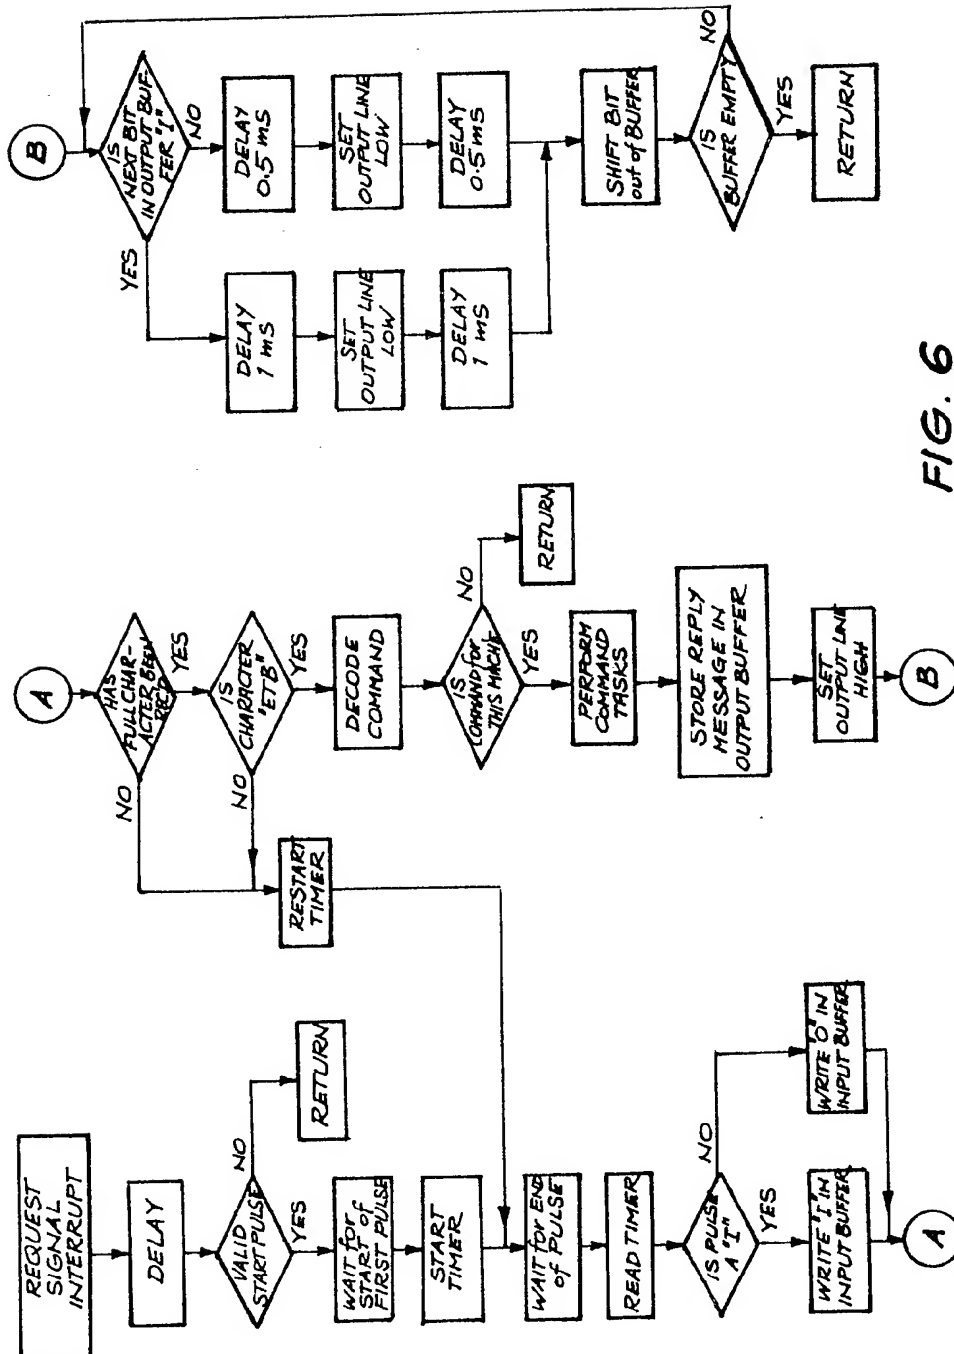 REQUEST
SIGNAL
INTERRUPT
DELAY
VALID
START PULSE
NO
RETURN
YES
WAIT for
START of
FIRST PULSE
START
TIMER
WAIT for END
of PULSE
READ TIMER
IS PULSE
A "I"
NO
YES
WRITE "I" IN
INPUT BUFFER
WRITE "O" IN
INPUT BUFFER
A
A
HAS
FULL CHAR-
ACTER BEEN
REC'D
NO
YES
IS
CHARACTER
"ETB"
NO
YES
RESTART
TIMER
DECODE
COMMAND
IS
COMMAND for
THIS MACH'E
NO
RETURN
YES
PERFORM
COMMAND
TASKS
STORE REPLY
MESSAGE IN
OUTPUT BUFFER
SET
OUTPUT LINE
HIGH
B
B
IS
NEXT BIT
IN OUTPUT BUF-
FER "I"
YES
NO
DELAY
1 mS
SET
OUTPUT LINE
LOW
DELAY
1 mS
DELAY
0.5 mS
SET
OUTPUT LINE
LOW
DELAY
0.5 mS
SHIFT BIT
out of BUFFER
IS
BUFFER EMPTY
NO
YES
RETURN
FIG. 6